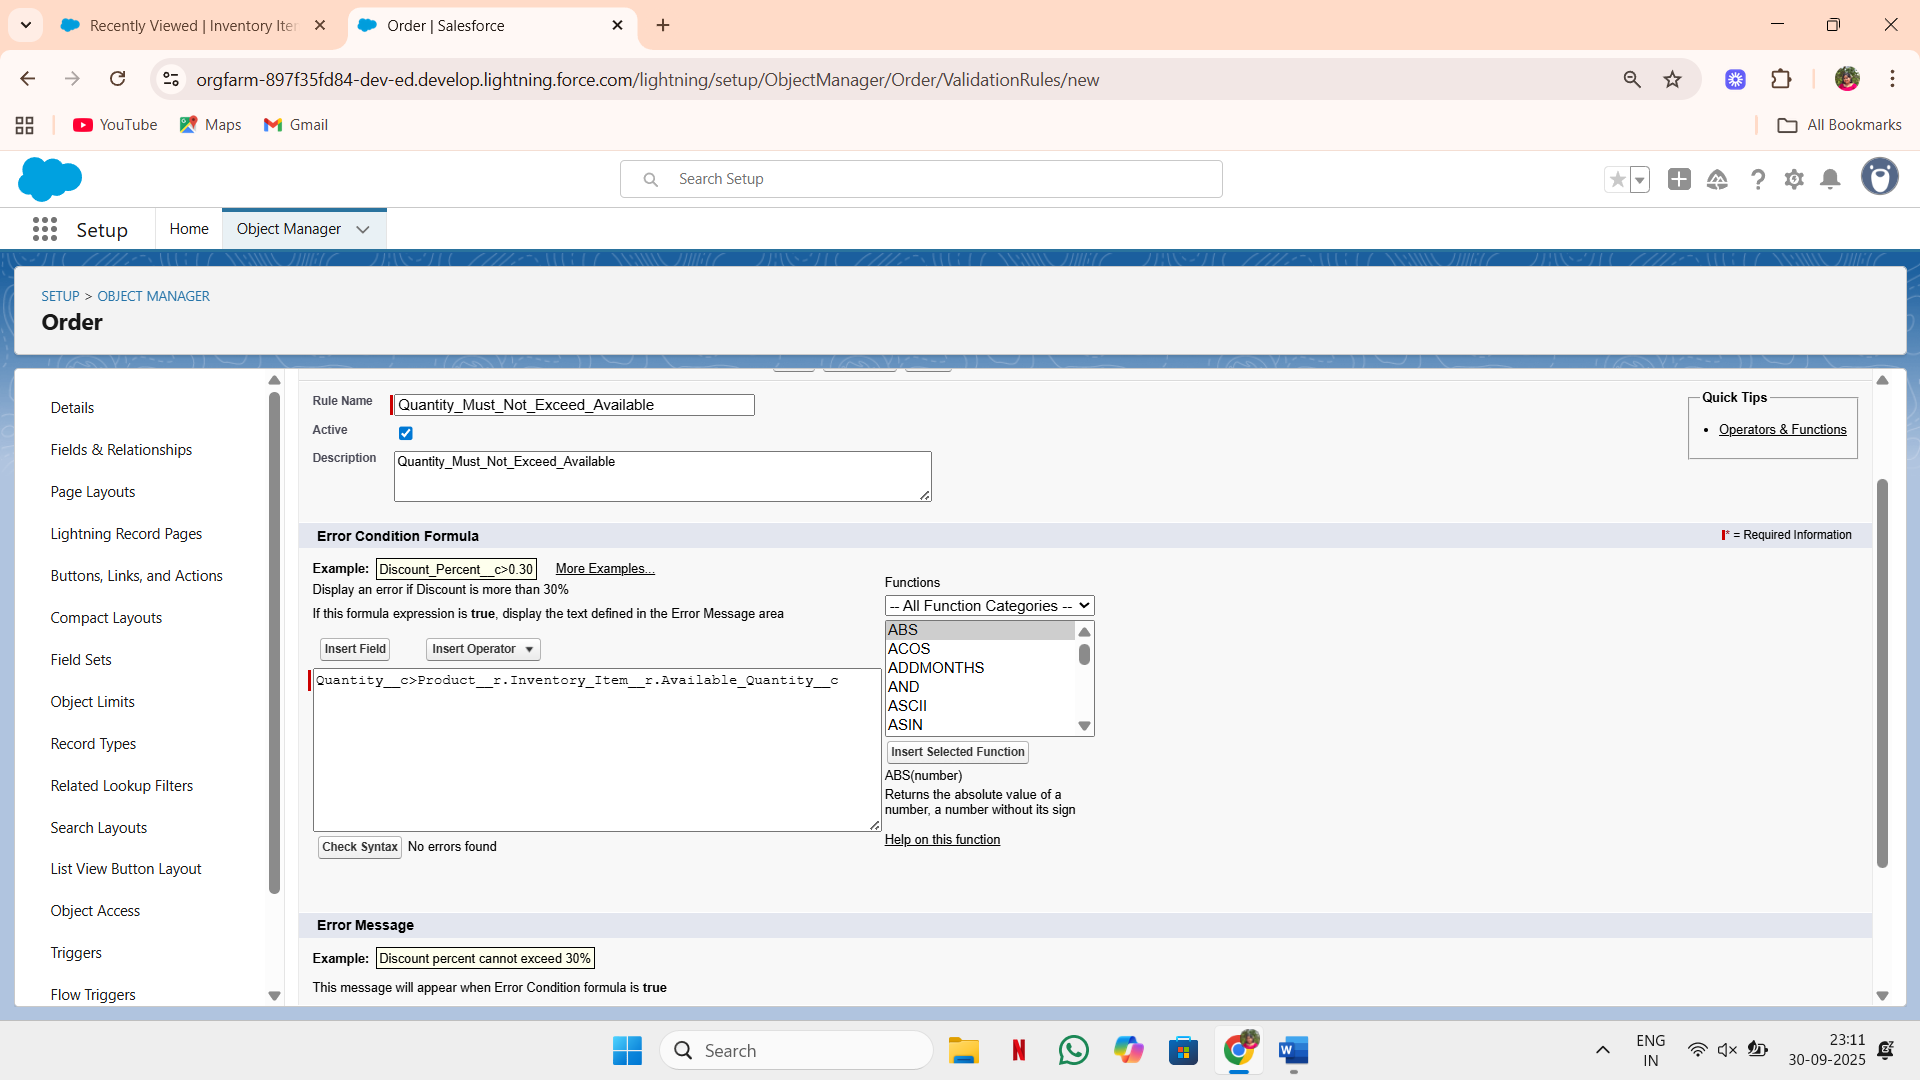 Recently Viewed | Inventory Iter
Order | Salesforce
orgfarm-897f35fd84-dev-ed.develop.lightning.force.com/lightning/setup/ObjectManager/Order/ValidationRules/new
YouTube
Maps
Gmail
All Bookmarks
Search Setup
Setup
Home
Object Manager
SETUP > OBJECT MANAGER
Order
Details
Fields & Relationships
Page Layouts
Lightning Record Pages
Buttons, Links, and Actions
Compact Layouts
Field Sets
Object Limits
Record Types
Related Lookup Filters
Search Layouts
List View Button Layout
Object Access
Triggers
Flow Triggers
Rule Name Quantity_Must_Not_Exceed_Available
Active
Description Quantity_Must_Not_Exceed_Available
Quick Tips
• Operators & Functions
Error Condition Formula
* = Required Information
Example: Discount_Percent__c>0.30 More Examples...
Display an error if Discount is more than 30%
If this formula expression is true, display the text defined in the Error Message area
Insert Field
Insert Operator
Quantity__c>Product__r.Inventory_Item__r.Available_Quantity__c
Check Syntax No errors found
Functions
-- All Function Categories --
ABS
ACOS
ADDMONTHS
AND
ASCII
ASIN
Insert Selected Function
ABS(number)
Returns the absolute value of a
number, a number without its sign
Help on this function
Error Message
Example: Discount percent cannot exceed 30%
This message will appear when Error Condition formula is true
Search
ENG
IN
23:11
30-09-2025